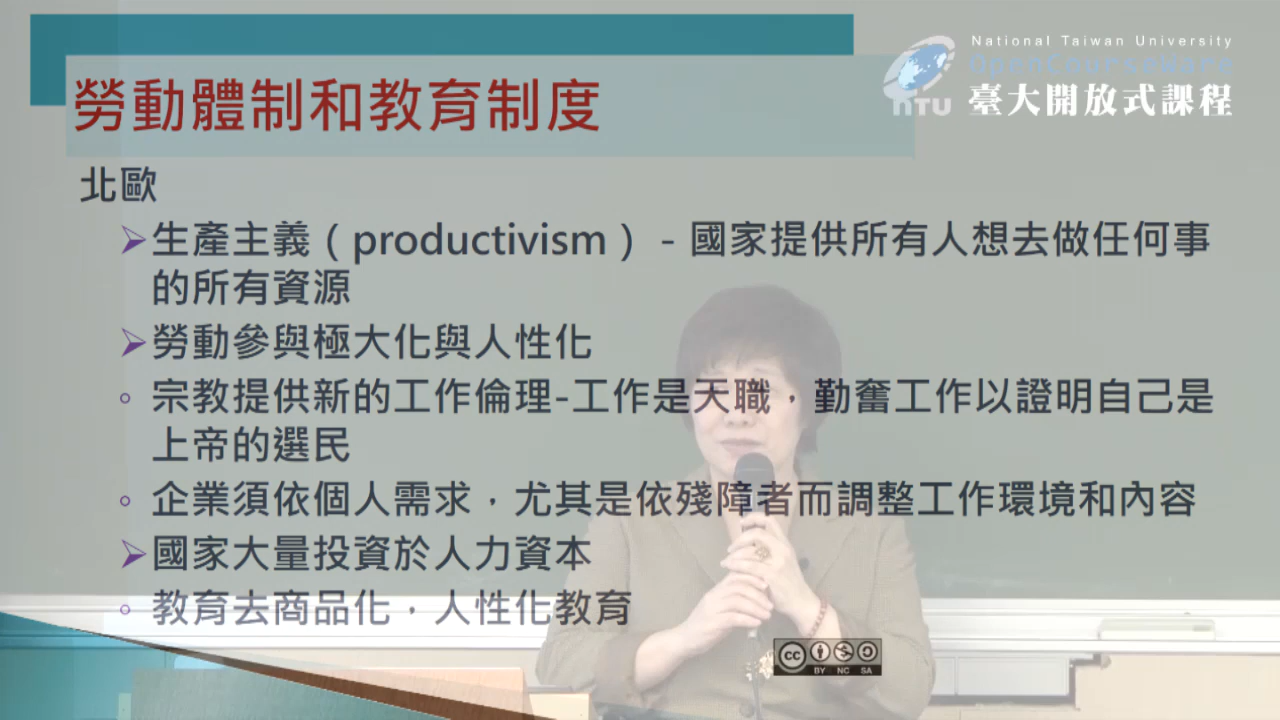 National Taiwan University
OpenCourseWare
NTU 臺大開放式課程
勞動體制和教育制度
北歐
生產主義（productivism） - 國家提供所有人想去做任何事
的所有資源
勞動參與極大化與人性化
宗教提供新的工作倫理-工作是天職，勤奮工作以證明自己是
上帝的選民
企業須依個人需求，尤其是依殘障者而調整工作環境和內容
國家大量投資於人力資本
教育去商品化，人性化教育
cc BY NC SA